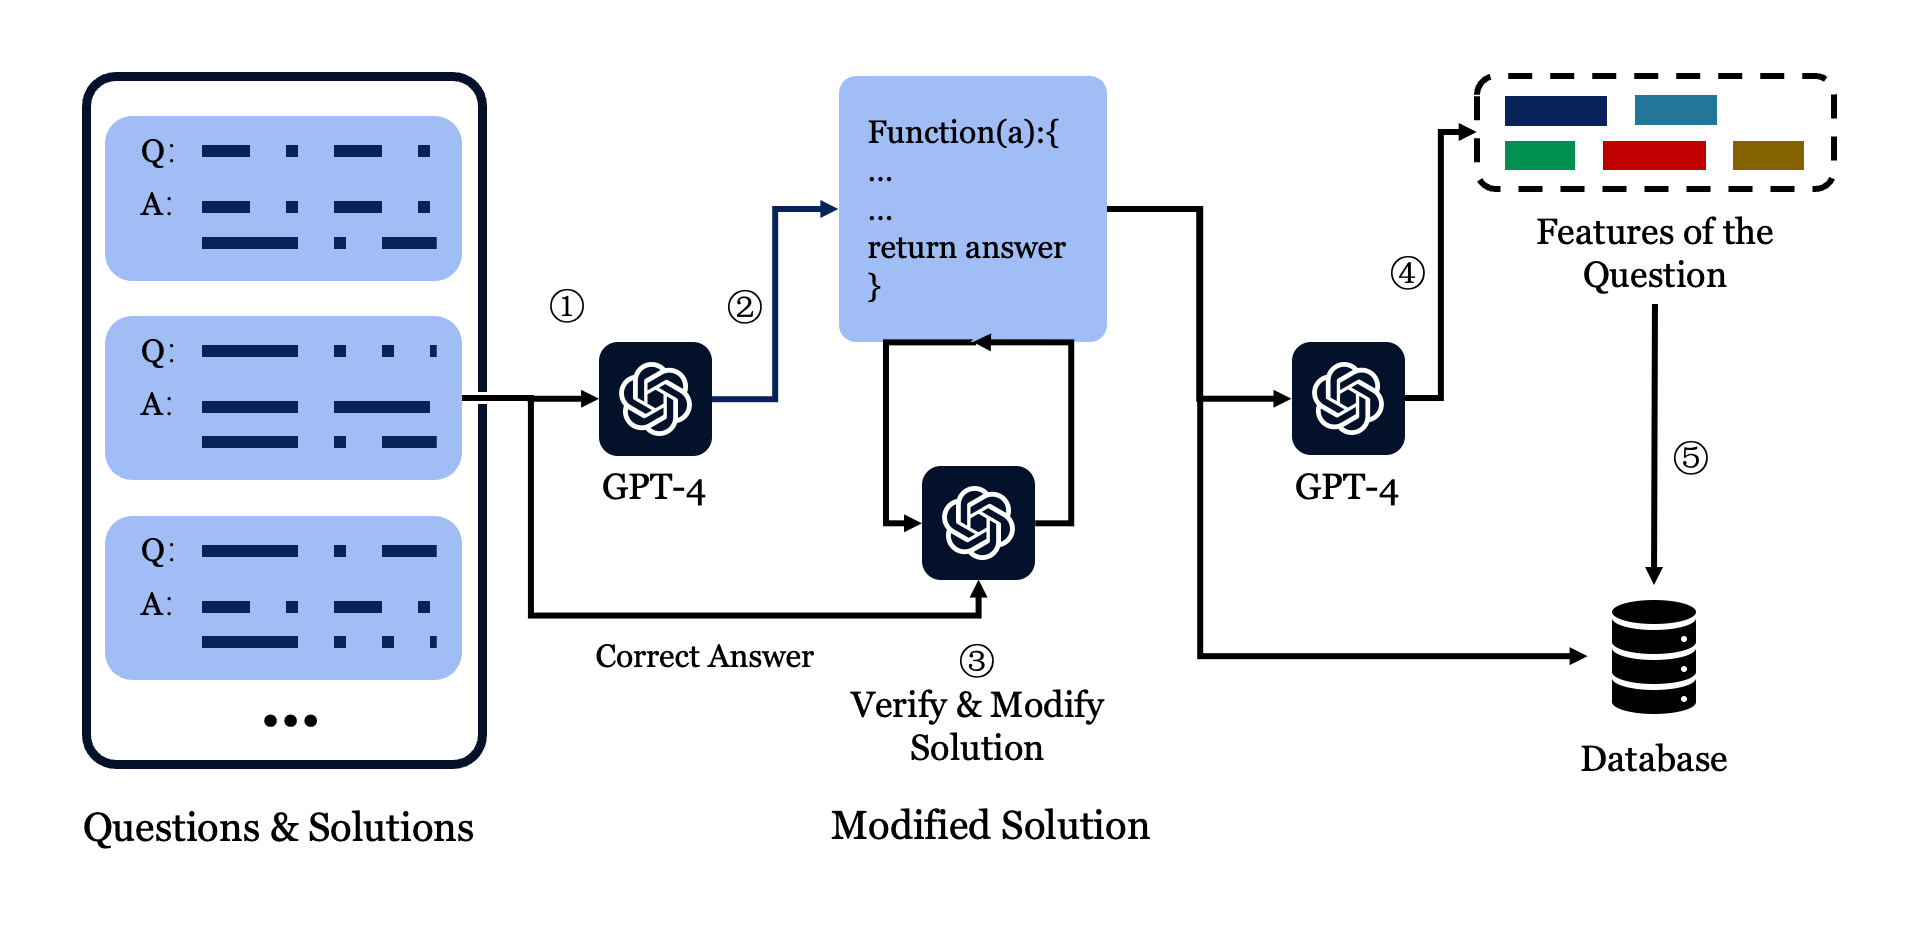 Q:
A:
Q:
A:
Q:
A:
...
Questions & Solutions
①
GPT-4
②
Function(a):{
...
...
return answer
}
Correct Answer
③
Verify & Modify
Solution
Modified Solution
GPT-4
④
Features of the
Question
⑤
Database